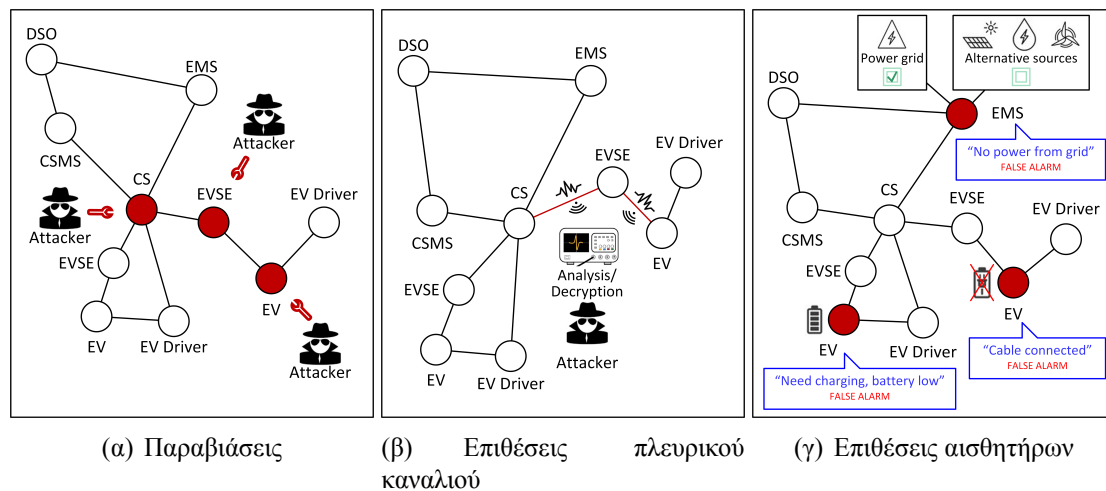 DSO
EMS
Attacker
CSMS
CS
EVSE
EV Driver
Attacker
EVSE
EV
EV
EV Driver
Attacker
(α) Παραβιάσεις
DSO
EMS
EV Driver
EVSE
CS
CSMS
EV
Analysis/
Decryption
EVSE
Attacker
EV
EV Driver
(β) Επιθέσεις πλευρικού
καναλιού
Power grid
Alternative sources
DSO
EMS
"No power from grid"
FALSE ALARM
CS
EVSE
EV Driver
CSMS
EVSE
EV
EV
EV Driver
"Cable connected"
FALSE ALARM
"Need charging, battery low"
FALSE ALARM
(γ) Επιθέσεις αισθητήρων